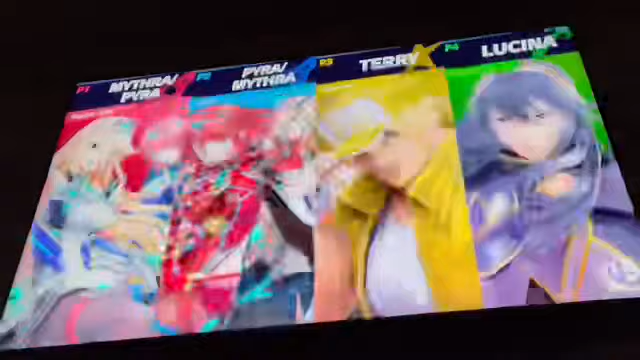 P1 MYTHRA/
PYRA
P2 PYRA/
MYTHRA
P3 TERRY
P4 LUCINA